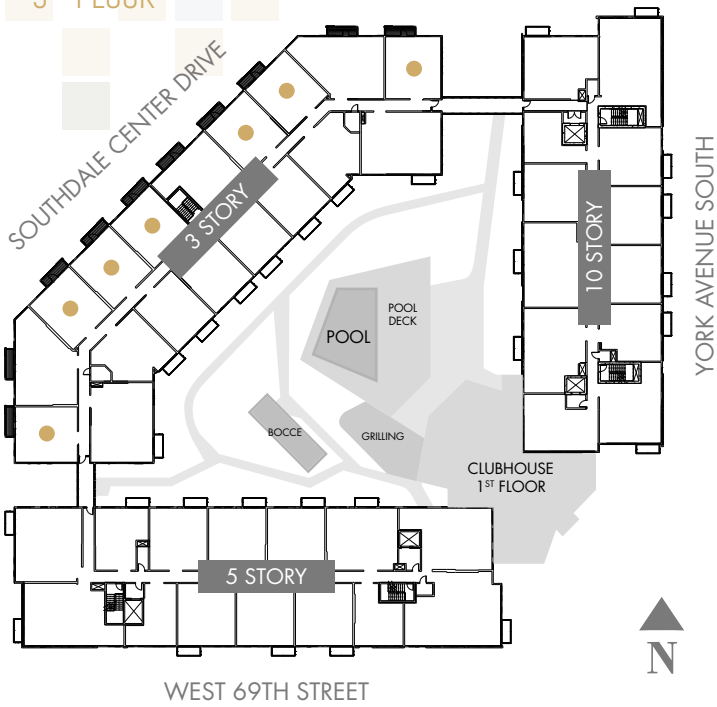 FLOOR
SOUTHDALE CENTER DRIVE
3 STORY
10 STORY
YORK AVENUE SOUTH
POOL
POOL
DECK
BOCCE
GRILLING
CLUBHOUSE
1ST FLOOR
5 STORY
N
WEST 69TH STREET